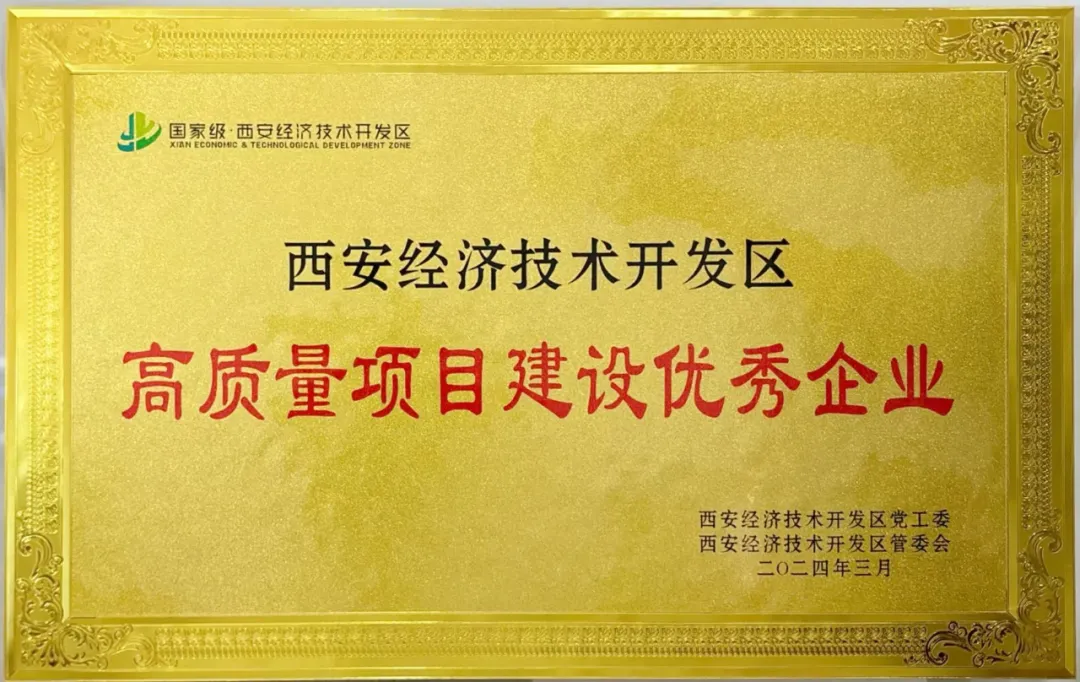 国家级·西安经济技术开发区
XIAN ECONOMIC & TECHNOLOGICAL DEVELOPMENT ZONE
西安经济技术开发区
高质量项目建设优秀企业
西安经济技术开发区党工委
西安经济技术开发区管委会
二〇二四年三月